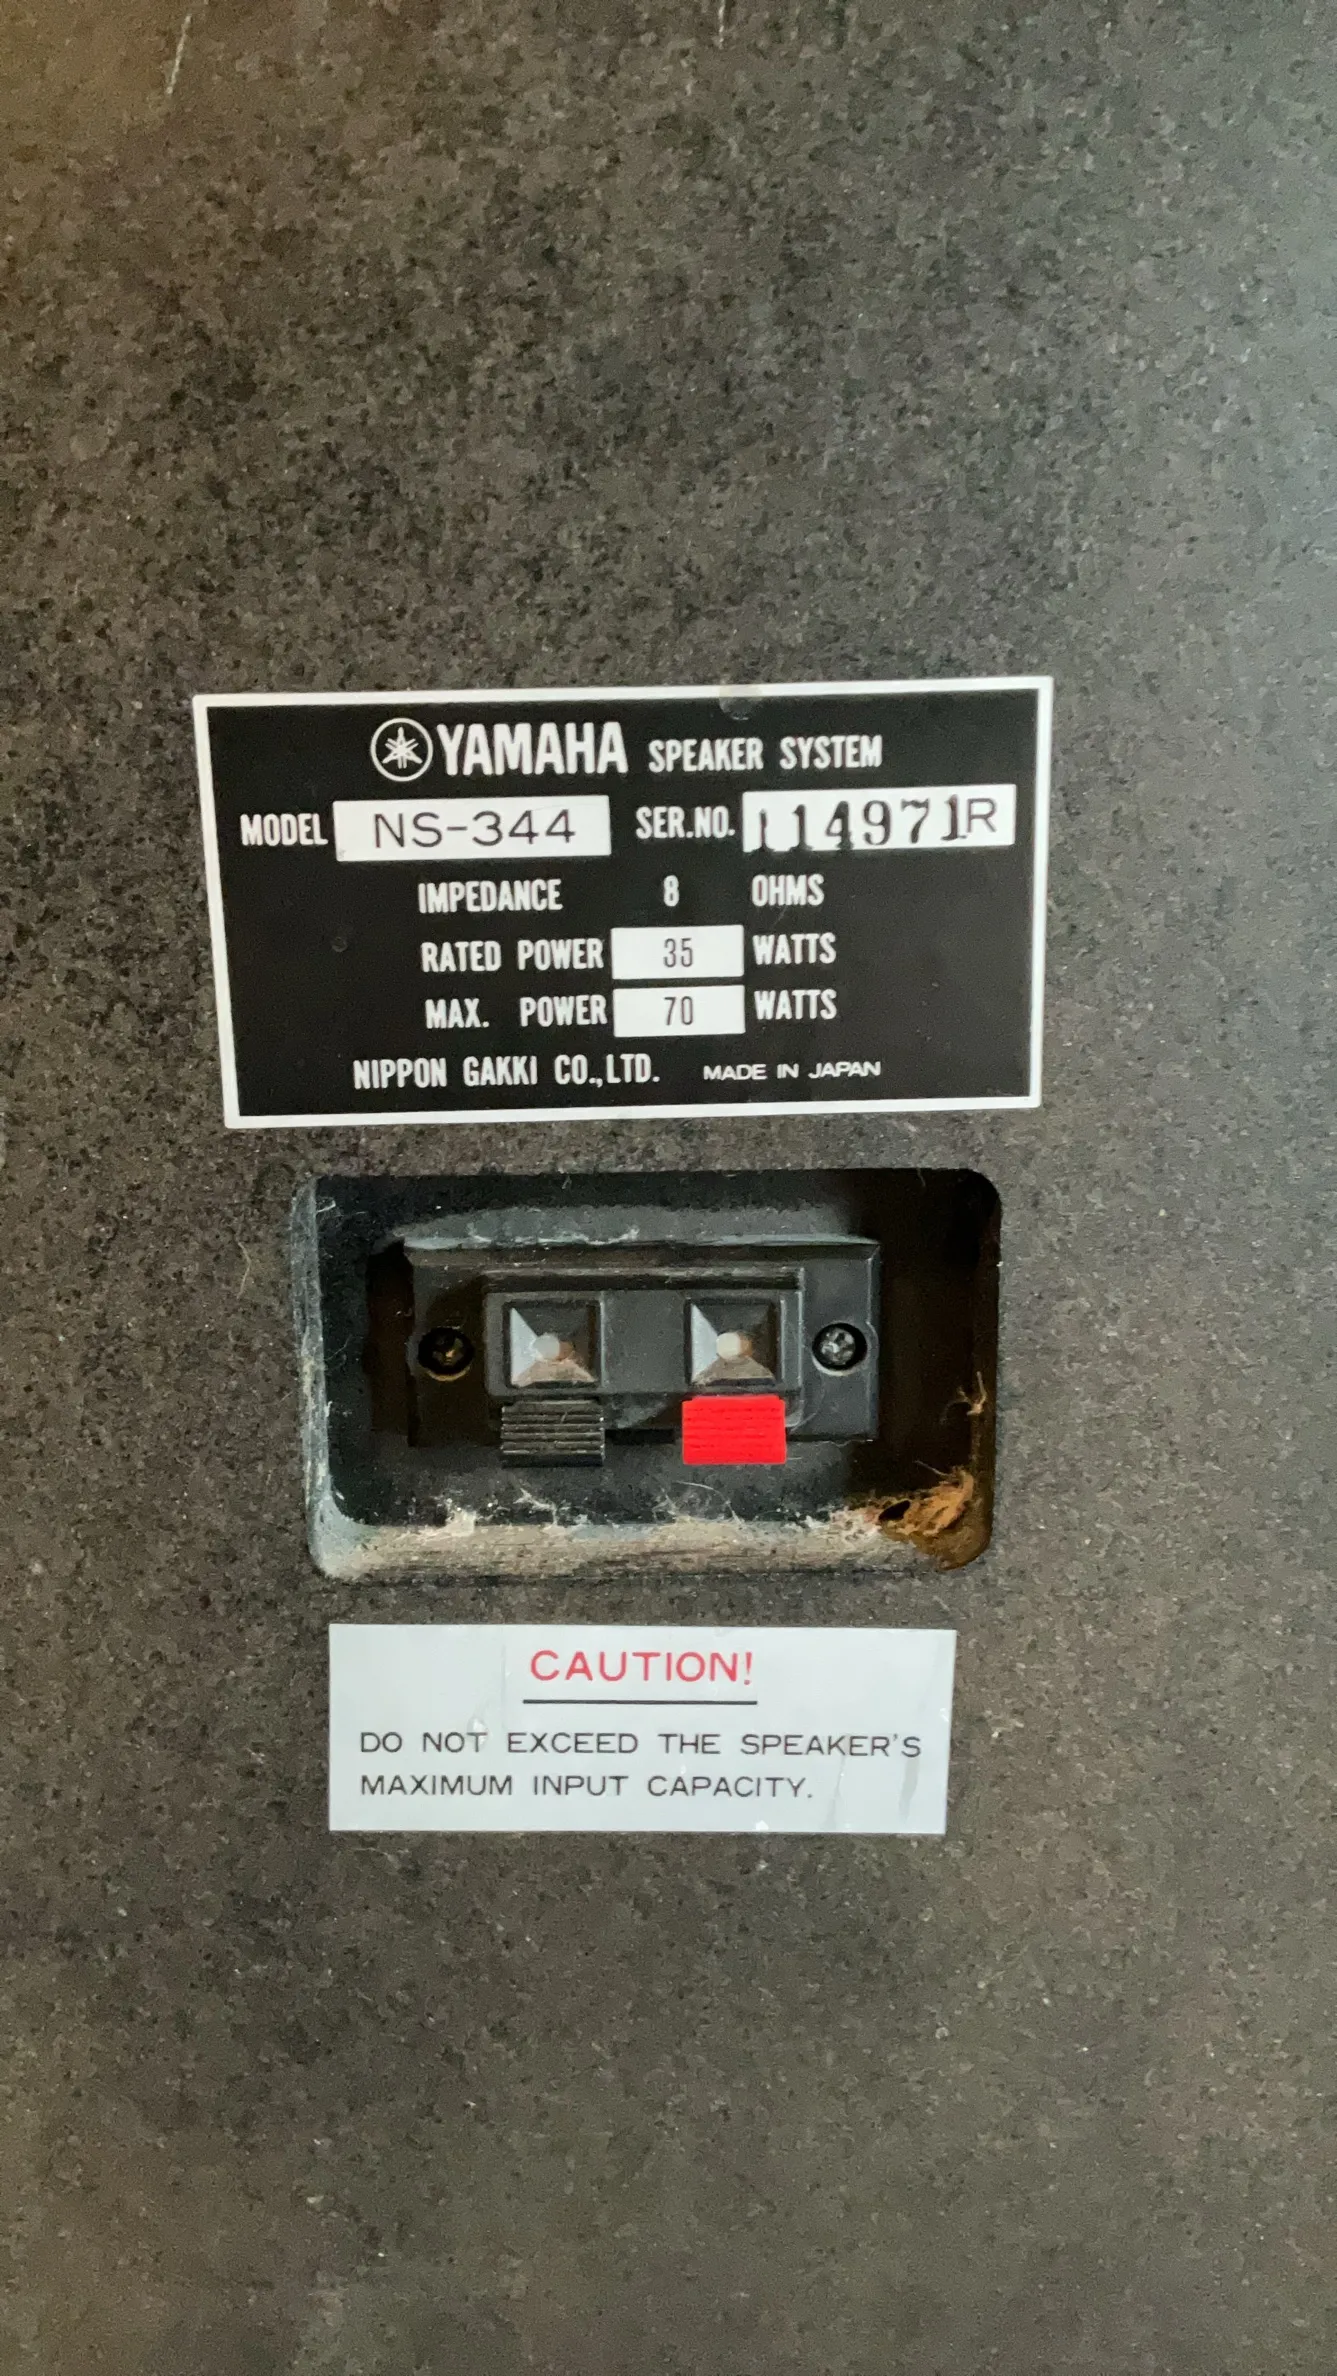 YAMAHA SPEAKER SYSTEM
MODEL NS-344 SER.NO. 114971R
IMPEDANCE 8 OHMS
RATED POWER 35 WATTS
MAX. POWER 70 WATTS
NIPPON GAKKI CO.,LTD. MADE IN JAPAN
CAUTION!
DO NOT EXCEED THE SPEAKER'S
MAXIMUM INPUT CAPACITY.